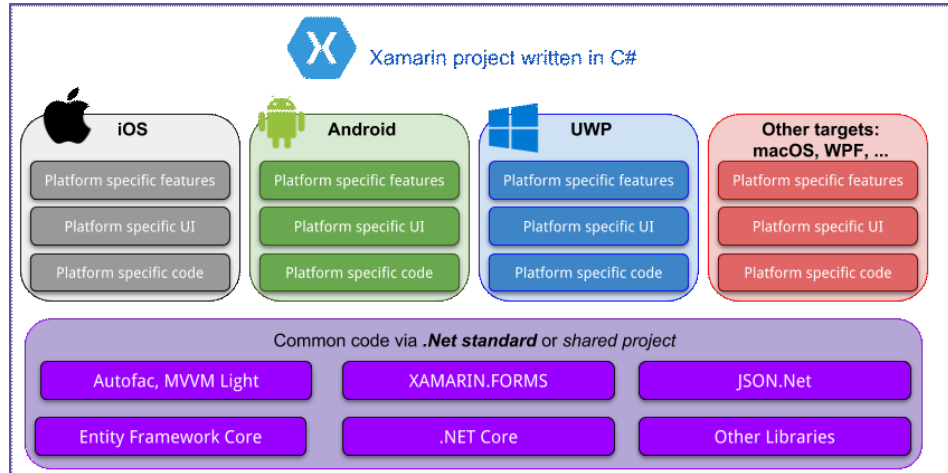 X Xamarin project written in C#
iOS
Platform specific features
Platform specific UI
Platform specific code
Android
Platform specific features
Platform specific UI
Platform specific code
UWP
Platform specific features
Platform specific UI
Platform specific code
Other targets:
macOS, WPF, ...
Platform specific features
Platform specific UI
Platform specific code
Common code via .Net standard or shared project
Autofac, MVVM Light
XAMARIN.FORMS
JSON.Net
Entity Framework Core
.NET Core
Other Libraries